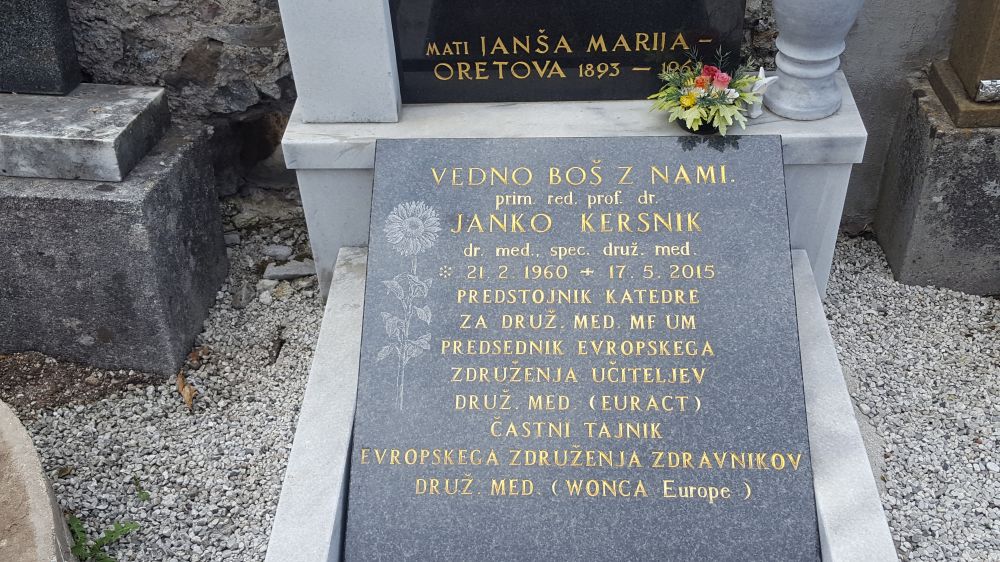 MATI JANŠA MARIJA –
ORETOVA 1893 –
VEDNO BOŠ Z NAMI.
prim. red. prof. dr.
JANKO KERSNIK
dr. med., spec. druž. med.
* 21. 2. 1960 + 17. 5. 2015
PREDSTOJNIK KATEDRE
ZA DRUŽ. MED. MF UM
PREDSEDNIK EVROPSKEGA
ZDRUŽENJA UČITELJEV
DRUŽ. MED. (EURACT)
ČASTNI TAJNIK
EVROPSKEGA ZDRUŽENJA ZDRAVNIKOV
DRUŽ. MED. (WONCA Europe)